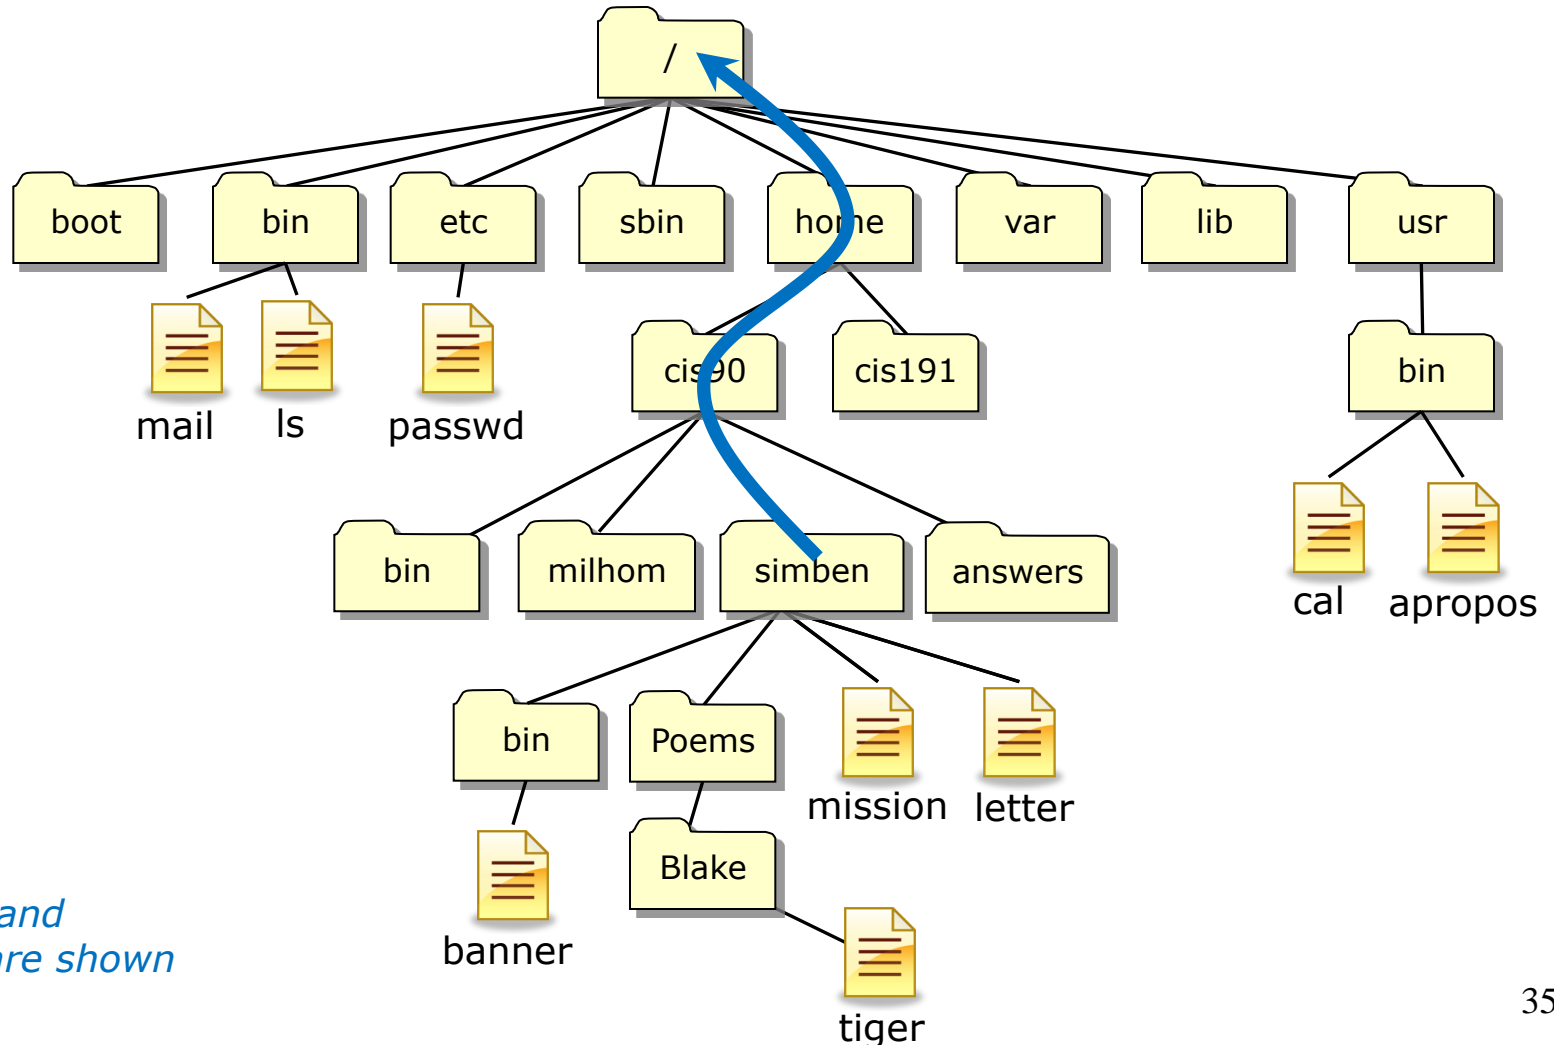 /
boot bin etc sbin home var lib usr
mail ls passwd cis90 cis191 bin
bin milhom simben answers cal apropos
bin Poems mission letter
banner Blake
tiger
and
are shown
35